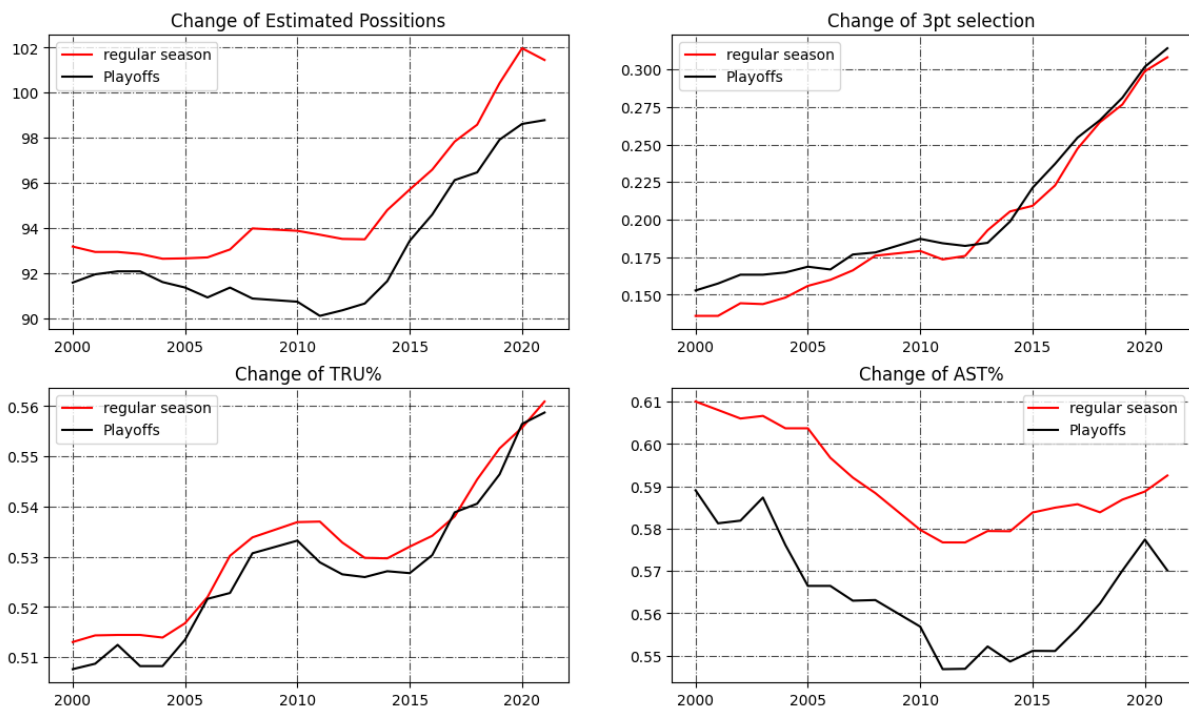 Change of Estimated Possitions
regular season
Playoffs
102
100
98
96
94
92
90
2000 2005 2010 2015 2020
Change of 3pt selection
regular season
Playoffs
0.300
0.275
0.250
0.225
0.200
0.175
0.150
2000 2005 2010 2015 2020
Change of TRU%
regular season
Playoffs
0.56
0.55
0.54
0.53
0.52
0.51
2000 2005 2010 2015 2020
Change of AST%
regular season
Playoffs
0.61
0.60
0.59
0.58
0.57
0.56
0.55
2000 2005 2010 2015 2020